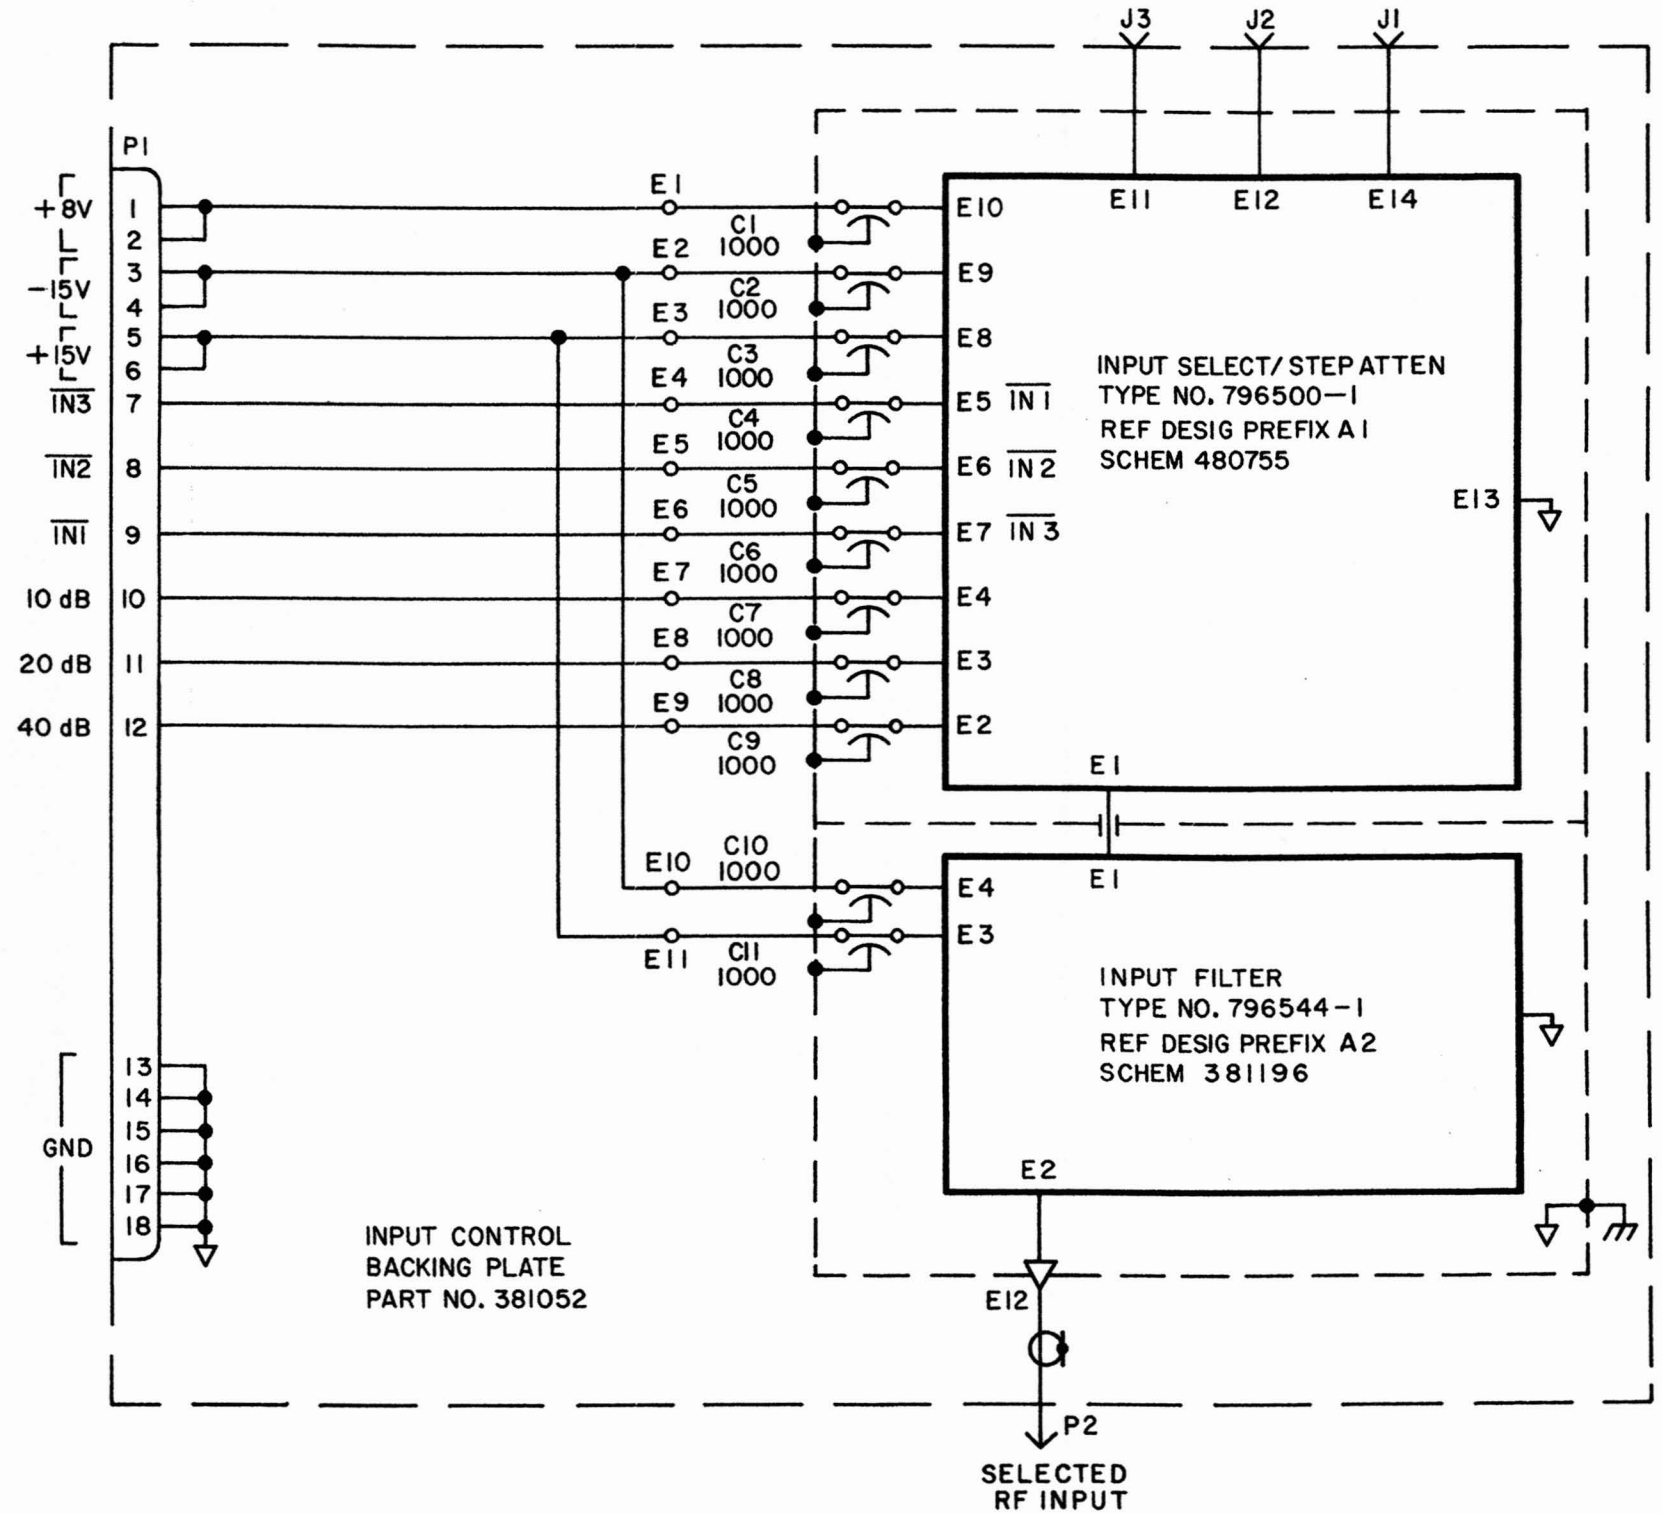 J3 J2 J1
P1
+8V 1 E1 E10 E11 E12 E14
2 C1
1000
-15V 3 E2 E9
4 C2
1000
+15V 5 E3 E8
6 C3
1000
INPUT SELECT/STEP ATTEN
TYPE NO. 796500-1
REF DESIG PREFIX A1
SCHEM 480755
IN3 7 E4 E5 IN1
C4
1000
IN2 8 E5 E6 IN2
C5
1000
E13
IN1 9 E6 E7 IN3
C6
1000
10 dB 10 E7 E4
C7
1000
20 dB 11 E8 E3
C8
1000
40 dB 12 E9 E2
C9
1000
E1
E1
E10 C10
1000
E4
E11 C11
1000
E3
INPUT FILTER
TYPE NO. 796544-1
REF DESIG PREFIX A2
SCHEM 381196
E2
GND
13
14
15
16
17
18
INPUT CONTROL
BACKING PLATE
PART NO. 381052
E12
P2
SELECTED
RF INPUT